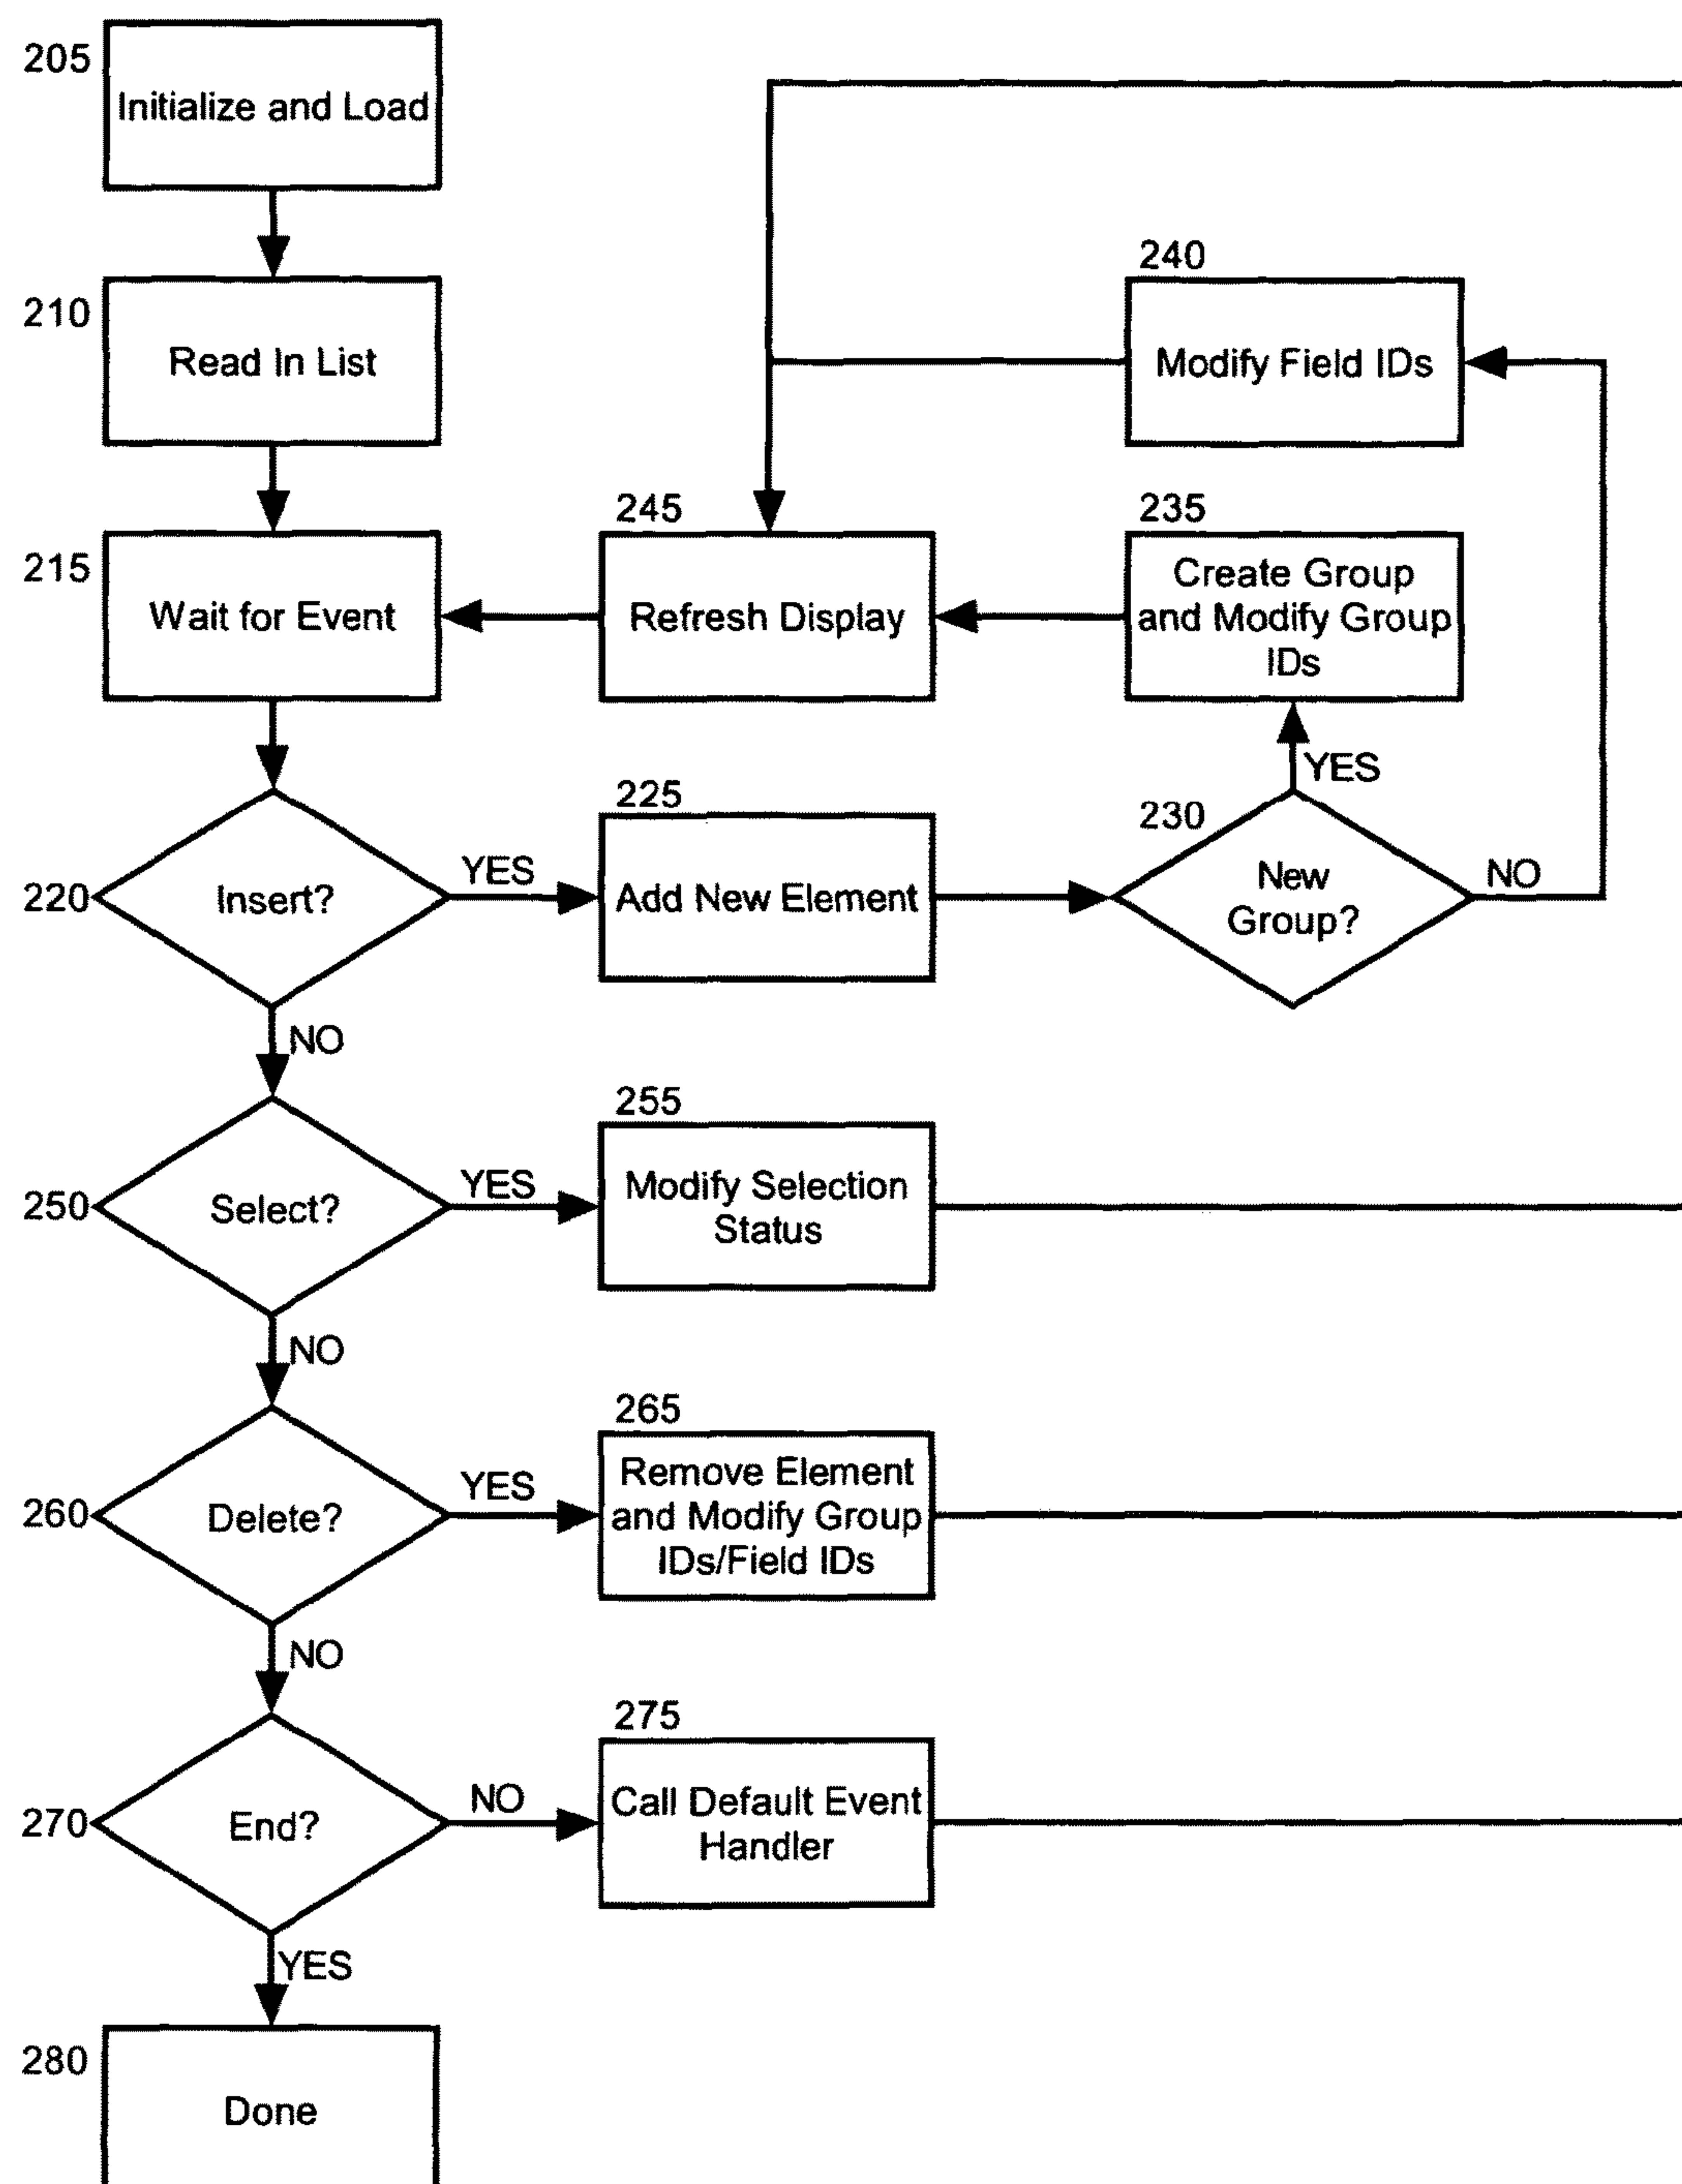 205
Initialize and Load
210
Read In List
215
Wait for Event
245
Refresh Display
240
Modify Field IDs
235
Create Group
and Modify Group
IDs
YES
220
Insert?
YES
225
Add New Element
230
New
Group?
NO
NO
250
Select?
YES
255
Modify Selection
Status
NO
260
Delete?
YES
265
Remove Element
and Modify Group
IDs/Field IDs
NO
270
End?
NO
275
Call Default Event
Handler
YES
280
Done